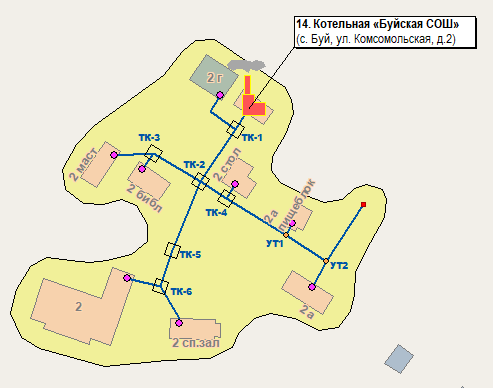 14. Котельная «Буйская СОШ»
(с. Буй, ул. Комсомольская, д.2)
2 г
ТК-1
ТК-3
ТК-2
2 маст
2 стол
2 библ
ТК-4
2а
пищеблок
УТ1
УТ2
ТК-5
ТК-6
2
2а
2 сп.зал